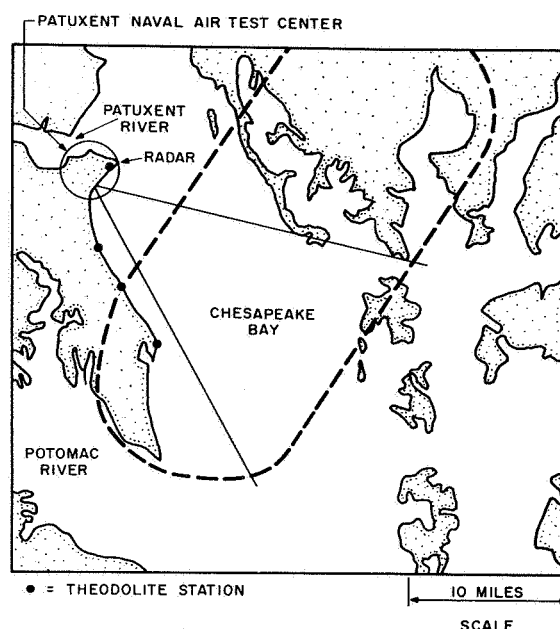 PATUXENT NAVAL AIR TEST CENTER
PATUXENT
RIVER
RADAR
CHESAPEAKE
BAY
POTOMAC
RIVER
● = THEODOLITE STATION
10 MILES
SCALE